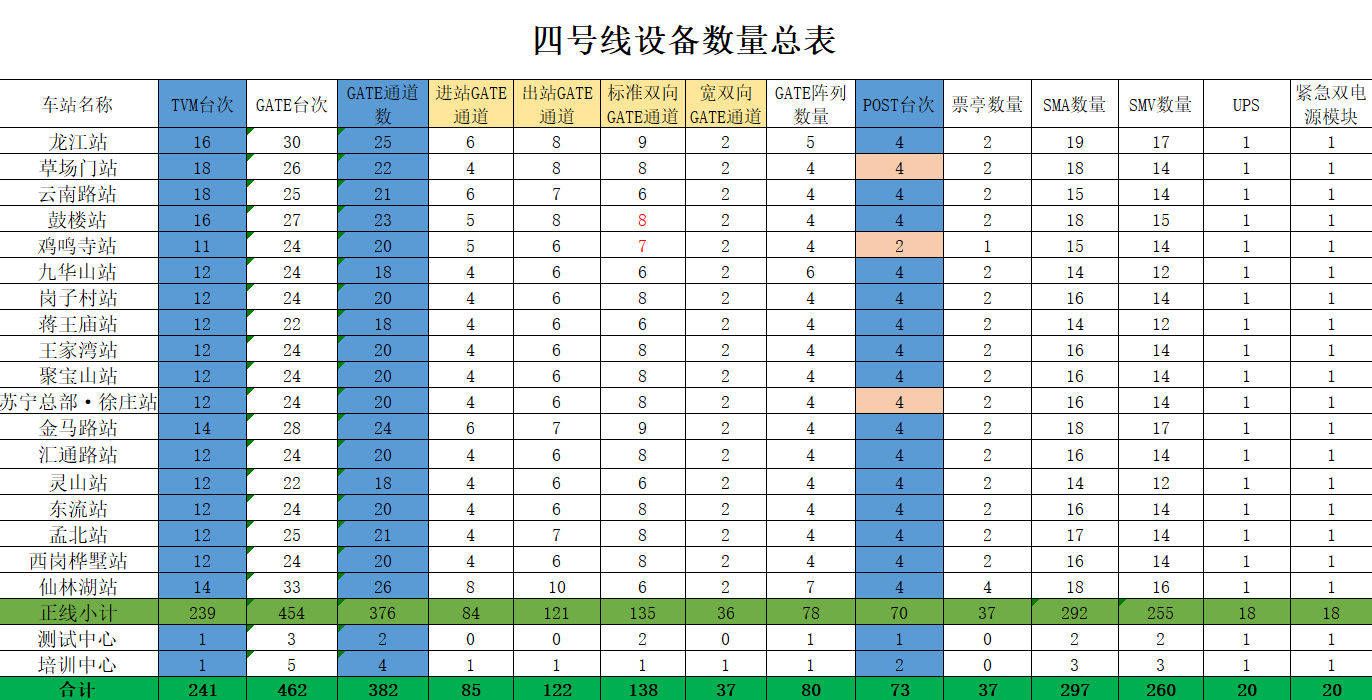 四号线设备数量总表
车站名称 TVM台次 GATE台次 GATE通道数 进站GATE通道 出站GATE通道 标准双向GATE通道 宽双向GATE通道 GATE阵列数量 POST台次 票亭数量 SMA数量 SMV数量 UPS 紧急双电源模块
龙江站 16 30 25 6 8 9 2 5 4 2 19 17 1 1
草场门站 18 26 22 4 8 8 2 4 4 2 18 14 1 1
云南路站 18 25 21 6 7 6 2 4 4 2 15 14 1 1
鼓楼站 16 27 23 5 8 8 2 4 4 2 18 15 1 1
鸡鸣寺站 11 24 20 5 6 7 2 4 2 1 15 14 1 1
九华山站 12 24 18 4 6 6 2 6 4 2 14 12 1 1
岗子村站 12 24 20 4 6 8 2 4 4 2 16 14 1 1
蒋王庙站 12 22 18 4 6 6 2 4 4 2 14 12 1 1
王家湾站 12 24 20 4 6 8 2 4 4 2 16 14 1 1
聚宝山站 12 24 20 4 6 8 2 4 4 2 16 14 1 1
苏宁总部·徐庄站 12 24 20 4 6 8 2 4 4 2 16 14 1 1
金马路站 14 28 24 6 7 9 2 4 4 2 18 17 1 1
汇通路站 12 24 20 4 6 8 2 4 4 2 16 14 1 1
灵山站 12 22 18 4 6 6 2 4 4 2 14 12 1 1
东流站 12 24 20 4 6 8 2 4 4 2 16 14 1 1
孟北站 12 25 21 4 7 8 2 4 4 2 17 14 1 1
西岗桦墅站 12 24 20 4 6 8 2 4 4 2 16 14 1 1
仙林湖站 14 33 26 8 10 6 2 7 4 4 18 16 1 1
正线小计 239 454 376 84 121 135 36 78 70 37 292 255 18 18
测试中心 1 3 2 0 0 2 0 1 1 0 2 2 1 1
培训中心 1 5 4 1 1 1 1 1 2 0 3 3 1 1
合计 241 462 382 85 122 138 37 80 73 37 297 260 20 20